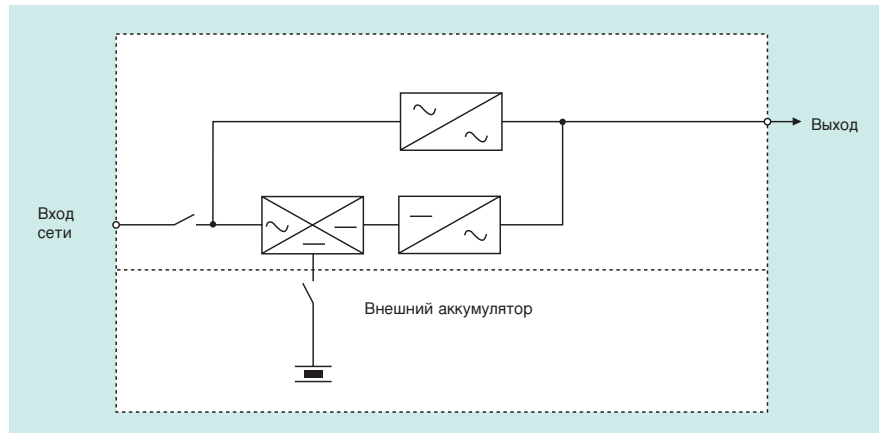 Выход
Вход
сети
Внешний аккумулятор